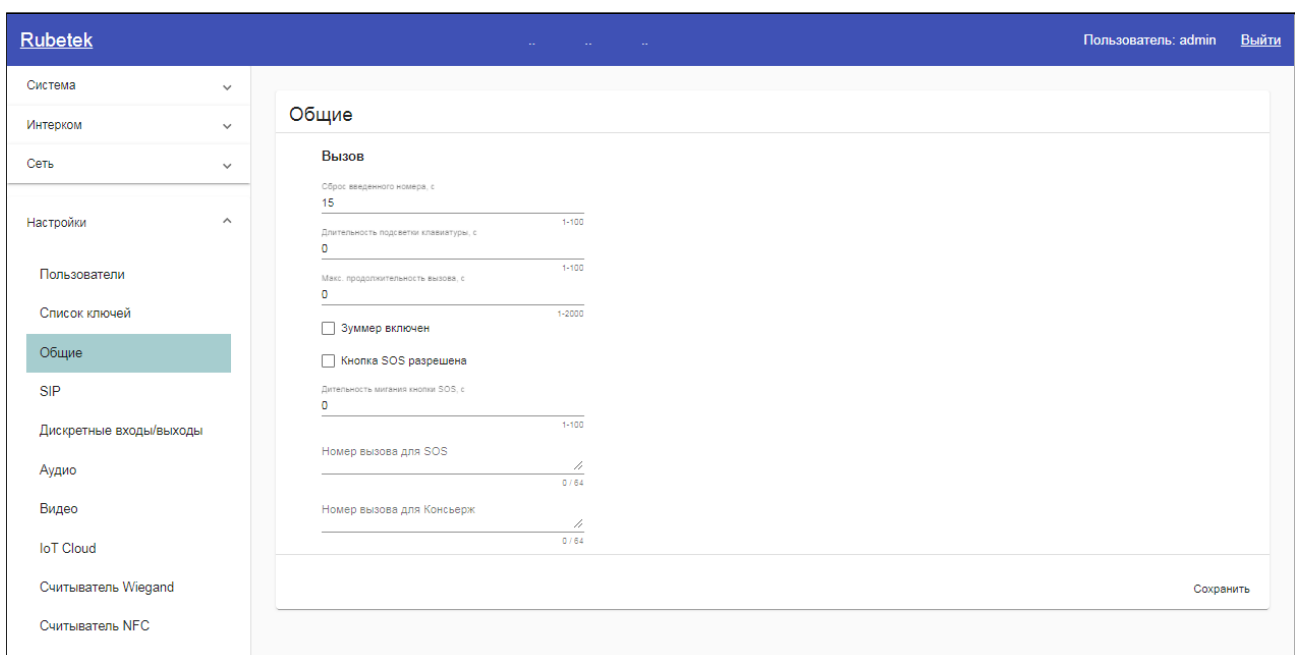 Rubetek
..
..
..
Пользователь: admin
Выйти
Система
Интерком
Сеть
Настройки
Пользователи
Список ключей
Общие
SIP
Дискретные входы/выходы
Аудио
Видео
IoT Cloud
Считыватель Wiegand
Считыватель NFC
Общие
Вызов
Сброс введенного номера, с
15
1-100
Длительность подсветки клавиатуры, с
0
1-100
Макс. продолжительность вызова, с
0
1-2000
Зуммер включен
Кнопка SOS разрешена
Дительность мигания кнопки SOS, с
0
1-100
Номер вызова для SOS
0 / 64
Номер вызова для Консьерж
0 / 64
Сохранить